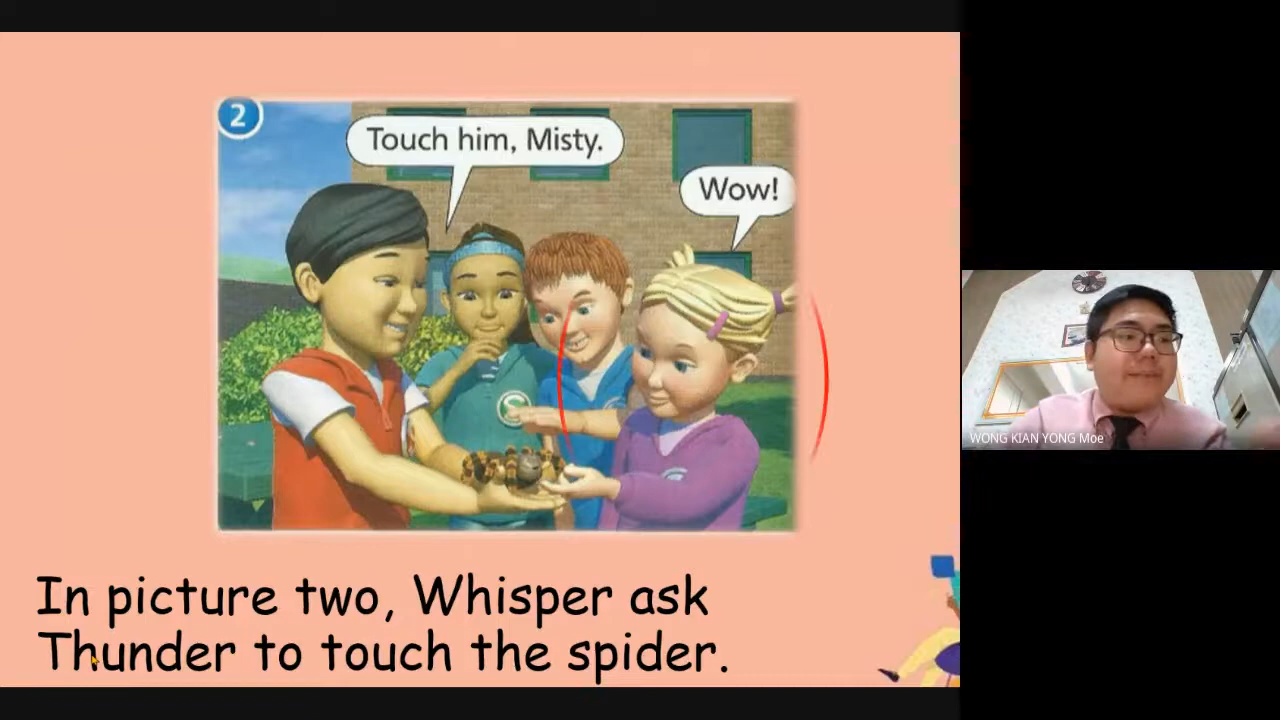 2
Touch him, Misty.
Wow!
S
In picture two, Whisper ask
Thunder to touch the spider.
WONG KIAN YONG Moe